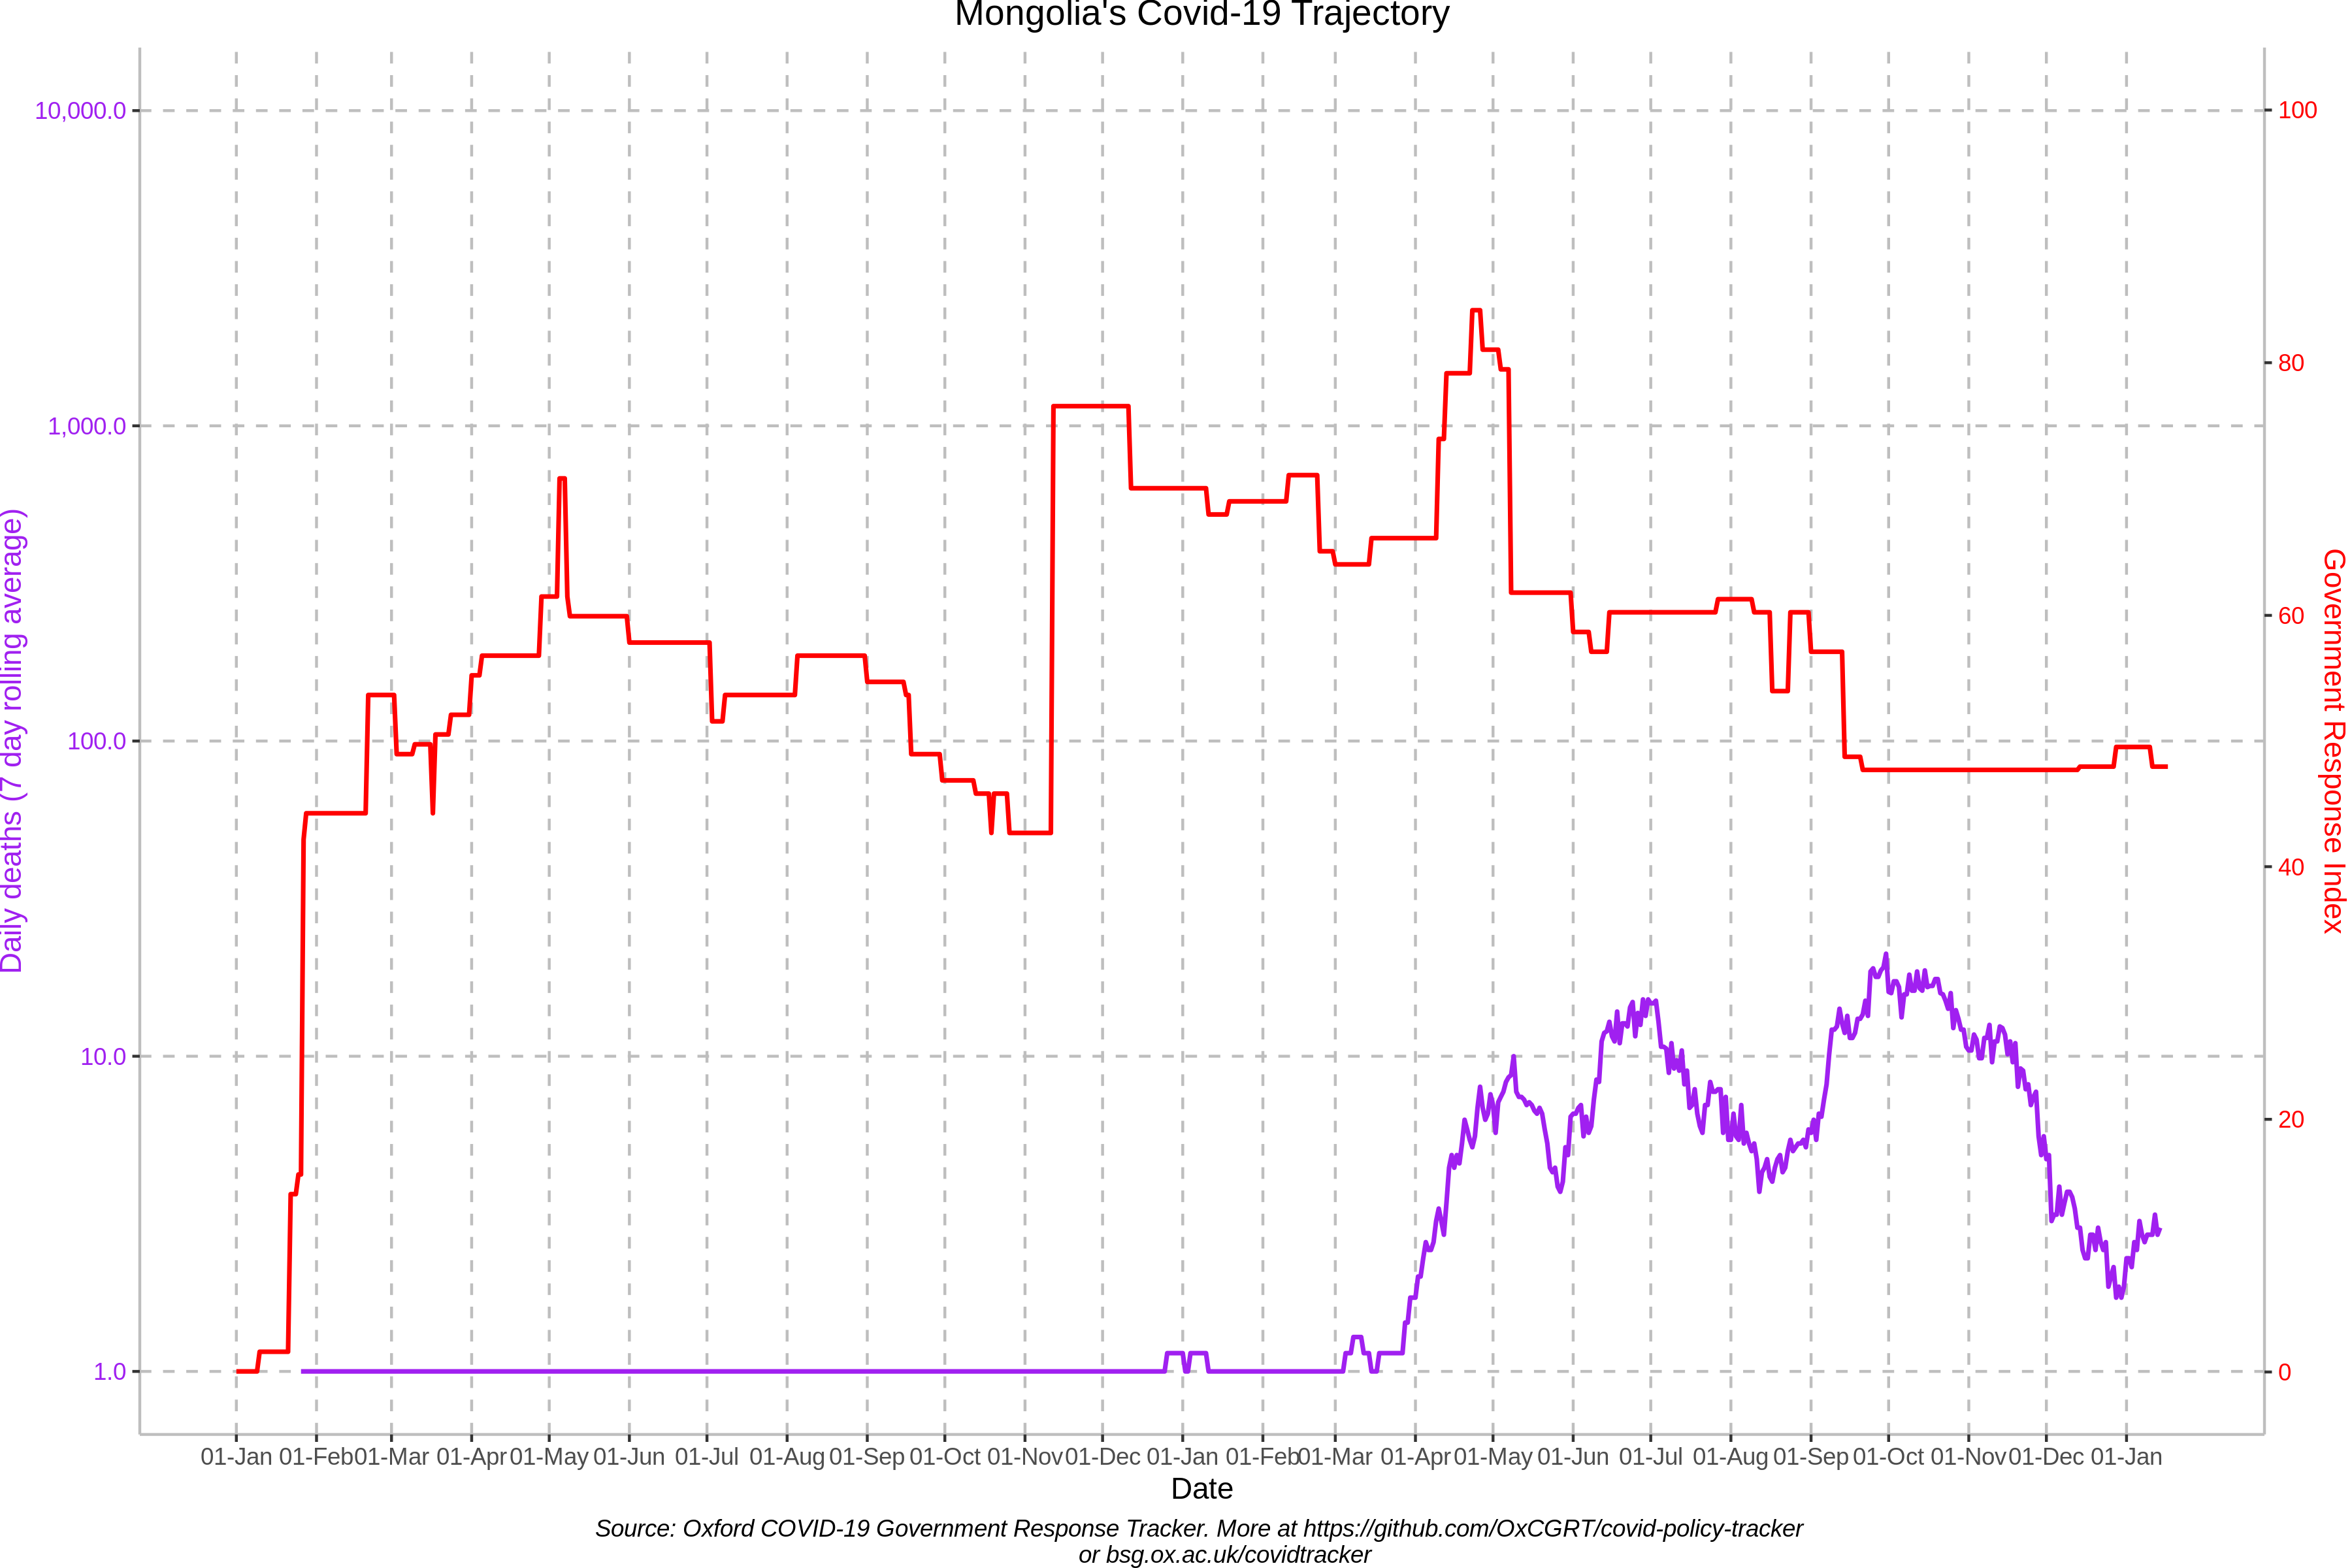 Mongolia's Covid-19 Trajectory
10,000.0
1,000.0
100.0
10.0
1.0
Daily deaths (7 day rolling average)
100
80
60
40
20
0
Government Response Index
01-Jan 01-Feb 01-Mar 01-Apr 01-May 01-Jun 01-Jul 01-Aug 01-Sep 01-Oct 01-Nov 01-Dec 01-Jan 01-Feb 01-Mar 01-Apr 01-May 01-Jun 01-Jul 01-Aug 01-Sep 01-Oct 01-Nov 01-Dec 01-Jan
Date
Source: Oxford COVID-19 Government Response Tracker. More at https://github.com/OxCGRT/covid-policy-tracker
or bsg.ox.ac.uk/covidtracker